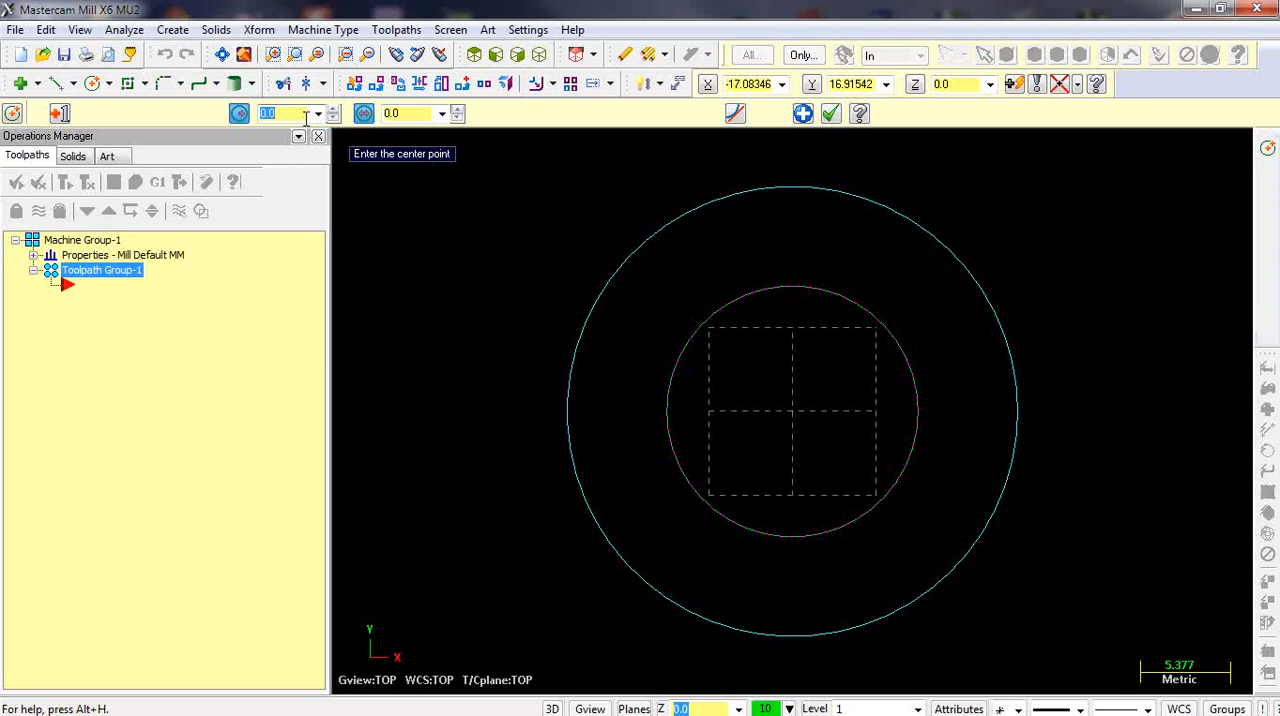 Mastercam Mill X6 MU2
File Edit View Analyze Create Solids Xform Machine Type Toolpaths Screen Art Settings Help
All... Only... In
X -17.08346 Y 16.91542 Z 0.0
0.0 0.0
Operations Manager
Enter the center point
Toolpaths Solids Art
G1
Machine Group-1
Properties - Mill Default MM
Toolpath Group-1
Y
X
5.377
Metric
Gview:TOP WCS:TOP T/Cplane:TOP
For help, press Alt+H.
3D Gview Planes Z 0.0 10 Level 1 Attributes WCS Groups